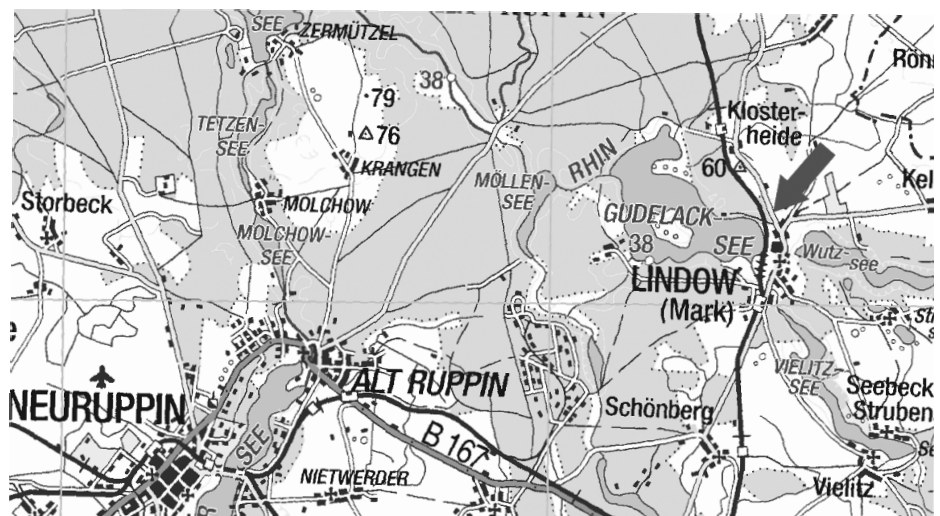 RUPPIN
SEE
ZERMÜTZEL
38
79
76
TETZEN-
SEE
KRANGEN
Kloster-
heide
60
RHIN
MÖLLEN-
SEE
Storbeck
MOLCHOW
MOLCHOW-
SEE
GUDELACK-
SEE
38
Wutz-
see
LINDOW
(Mark)
VIELITZ-
SEE
Seebeck
Struben
NEURUPPIN
ALT RUPPIN
Schönberg
B 167
SEE
NIETWERDER
Vielitz